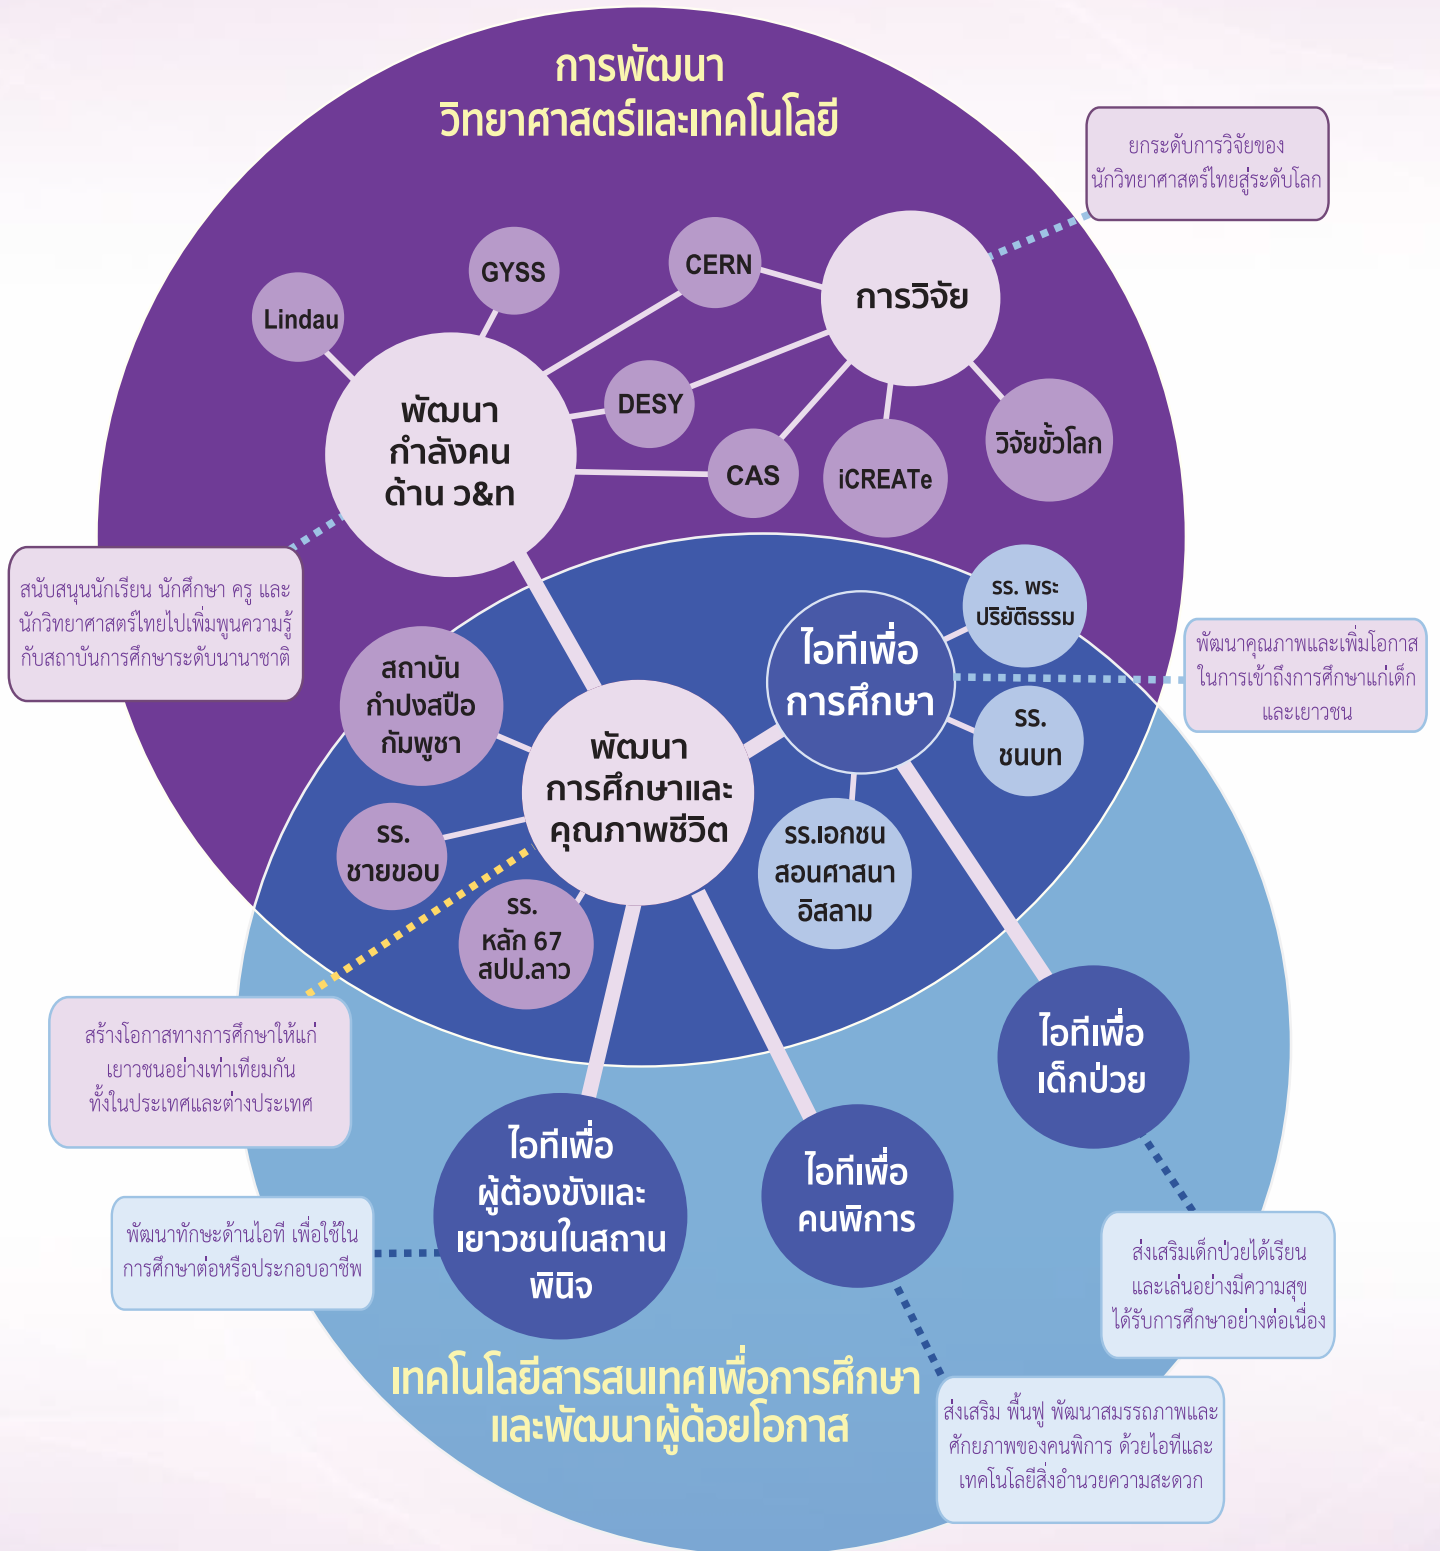 การพัฒนา
วิทยาศาสตร์และเทคโนโลยี
ยกระดับการวิจัยของ
นักวิทยาศาสตร์ไทยสู่ระดับโลก
GYSS
CERN
Lindau
การวิจัย
DESY
CAS
iCREATe
วิจัยขั้วโลก
พัฒนา
กำลังคน
ด้าน ว&ท
สนับสนุนนักเรียน นักศึกษา ครู และ
นักวิทยาศาสตร์ไทยไปเพิ่มพูนความรู้
กับสถาบันการศึกษาระดับนานาชาติ
รร. พระ
ปริยัติธรรม
ไอทีเพื่อ
การศึกษา
พัฒนาคุณภาพและเพิ่มโอกาส
ในการเข้าถึงการศึกษาแก่เด็ก
และเยาวชน
สถาบัน
กำปงสปือ
กัมพูชา
รร.
ชนบท
พัฒนา
การศึกษาและ
คุณภาพชีวิต
รร.
ชายขอบ
รร.เอกชน
สอนศาสนา
อิสลาม
รร.
หลัก 67
สปป.ลาว
สร้างโอกาสทางการศึกษาให้แก่
เยาวชนอย่างเท่าเทียมกัน
ทั้งในประเทศและต่างประเทศ
ไอทีเพื่อ
เด็กป่วย
ไอทีเพื่อ
ผู้ต้องขังและ
เยาวชนในสถาน
พินิจ
ไอทีเพื่อ
คนพิการ
พัฒนาทักษะด้านไอที เพื่อใช้ใน
การศึกษาต่อหรือประกอบอาชีพ
ส่งเสริมเด็กป่วยได้เรียน
และเล่นอย่างมีความสุข
ได้รับการศึกษาอย่างต่อเนื่อง
เทคโนโลยีสารสนเทศเพื่อการศึกษา
และพัฒนาผู้ด้อยโอกาส
ส่งเสริม พื้นฟู พัฒนาสมรรถภาพและ
ศักยภาพของคนพิการ ด้วยไอทีและ
เทคโนโลยีสิ่งอำนวยความสะดวก